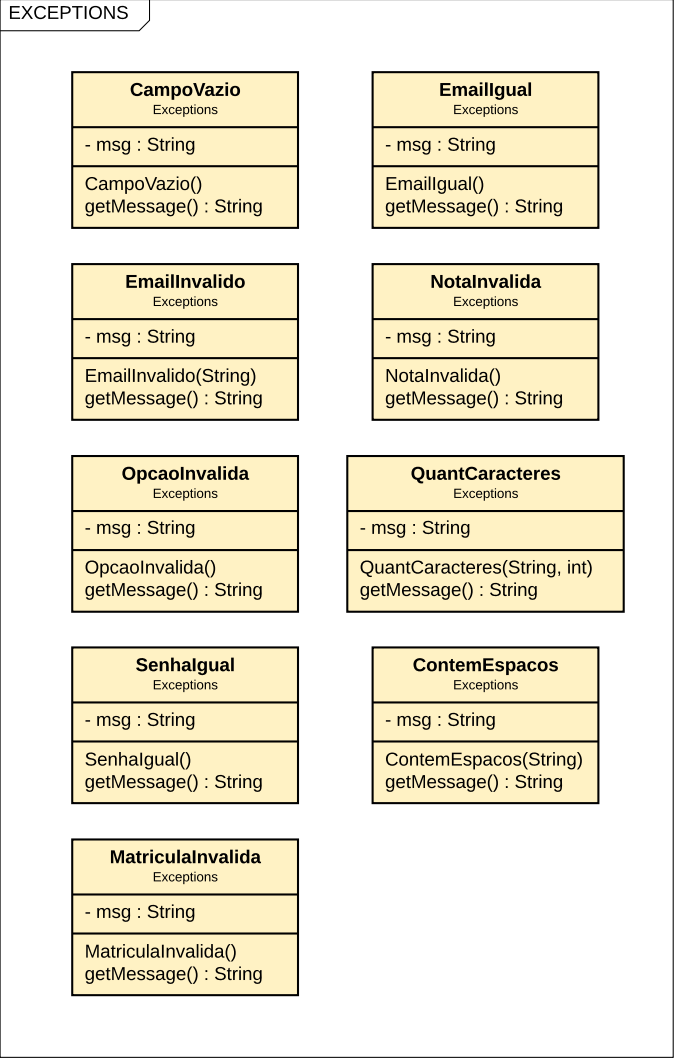 EXCEPTIONS
CampoVazio
Exceptions
- msg : String
CampoVazio()
getMessage() : String
EmailIgual
Exceptions
- msg : String
EmailIgual()
getMessage() : String
EmailInvalido
Exceptions
- msg : String
EmailInvalido(String)
getMessage() : String
NotaInvalida
Exceptions
- msg : String
NotaInvalida()
getMessage() : String
OpcaoInvalida
Exceptions
- msg : String
OpcaoInvalida()
getMessage() : String
QuantCaracteres
Exceptions
- msg : String
QuantCaracteres(String, int)
getMessage() : String
SenhaIgual
Exceptions
- msg : String
SenhaIgual()
getMessage() : String
ContemEspacos
Exceptions
- msg : String
ContemEspacos(String)
getMessage() : String
MatriculaInvalida
Exceptions
- msg : String
MatriculaInvalida()
getMessage() : String